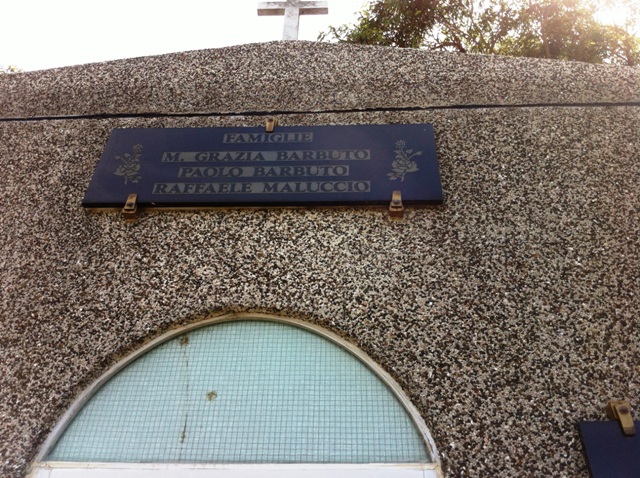 FAMIGLIE
M. GRAZIA BARBUTO
PAOLO BARBUTO
RAFFAELE MALUCCIO